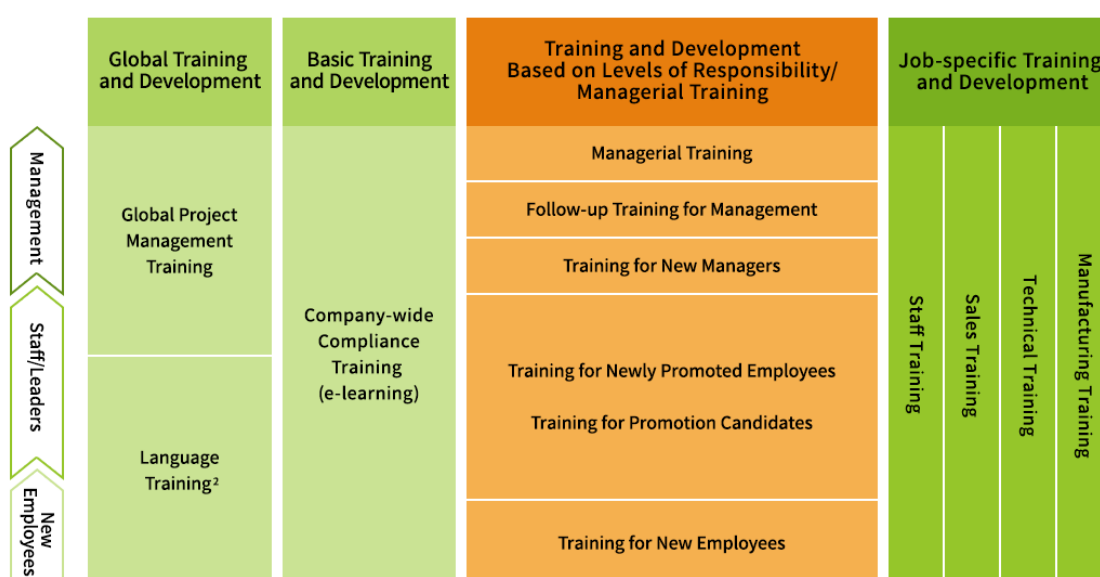 Global Training
and Development
Basic Training
and Development
Training and Development
Based on Levels of Responsibility/
Managerial Training
Job-specific Training
and Development
Management
Staff/Leaders
New
Employees
Global Project
Management
Training
Language
Training²
Company-wide
Compliance
Training
(e-learning)
Managerial Training
Follow-up Training for Management
Training for New Managers
Training for Newly Promoted Employees
Training for Promotion Candidates
Training for New Employees
Staff Training
Sales Training
Technical Training
Manufacturing Training